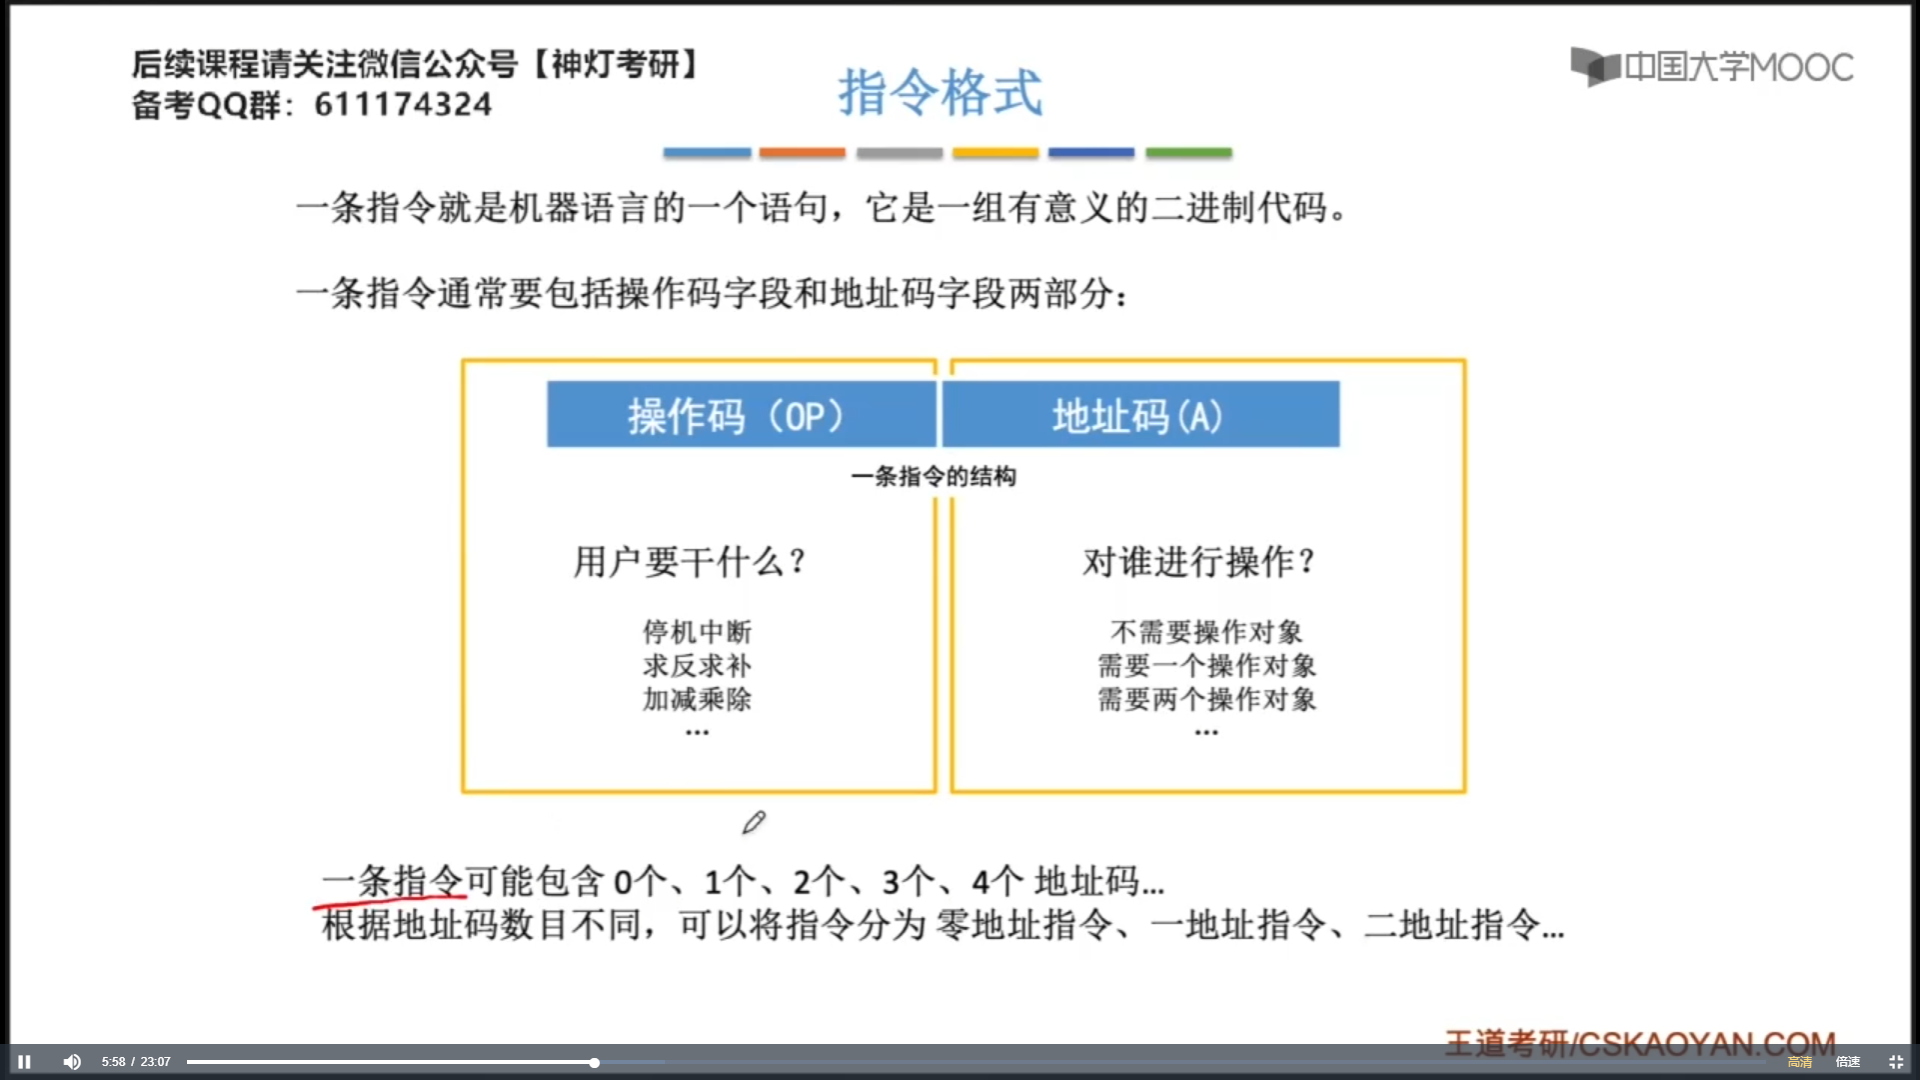 后续课程请关注微信公众号【神灯考研】
备考QQ群：611174324
指令格式
中国大学MOOC
一条指令就是机器语言的一个语句，它是一组有意义的二进制代码。
一条指令通常要包括操作码字段和地址码字段两部分：
操作码（OP）
地址码(A)
一条指令的结构
用户要干什么？
停机中断
求反求补
加减乘除
...
对谁进行操作？
不需要操作对象
需要一个操作对象
需要两个操作对象
...
一条指令可能包含 0个、1个、2个、3个、4个 地址码...
根据地址码数目不同，可以将指令分为 零地址指令、一地址指令、二地址指令...
王道考研/CSKAOYAN.COM
5:58 / 23:07
高清
倍速